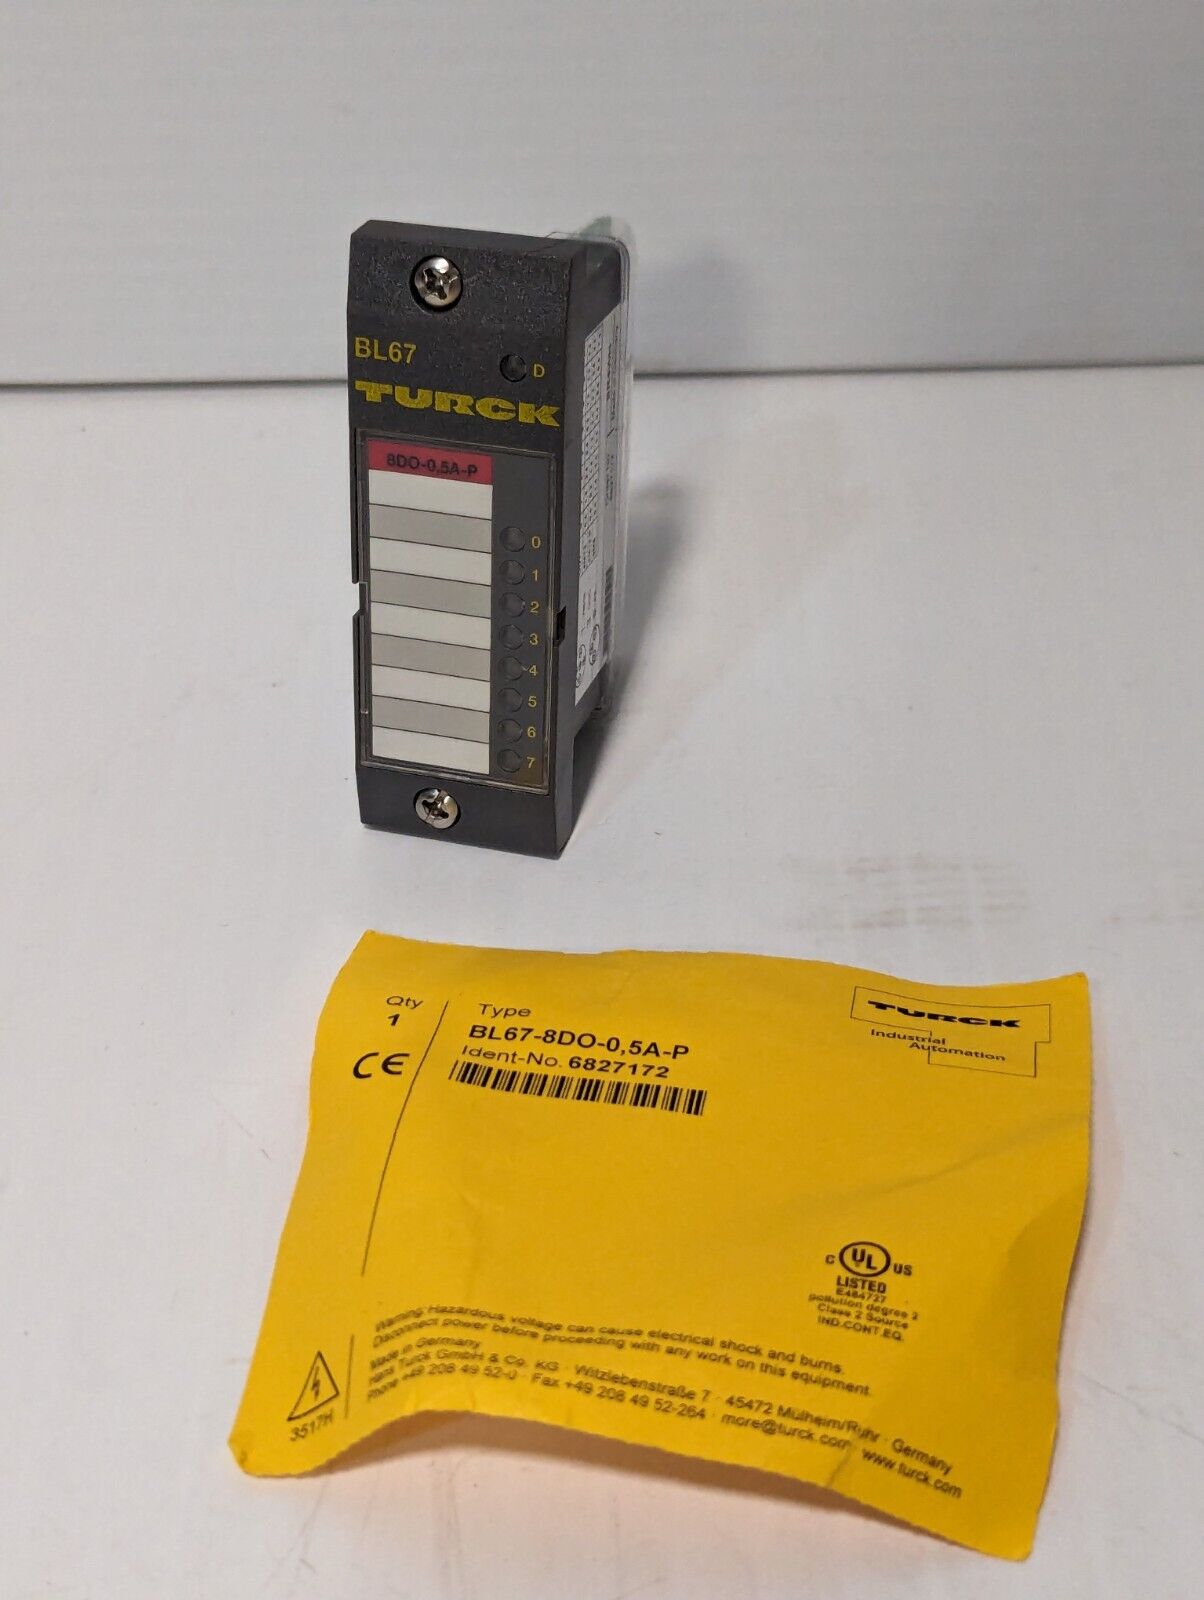 BL67
D
TURCK
8DO-0,5A-P
0
1
2
3
4
5
6
7
Qty
1
CE
Type
BL67-8DO-0,5A-P
Ident-No. 6827172
TURCK
Industrial
Automation
C UL US
LISTED
E484727
pollution degree 2
Class 2 Source
IND.CONT.EQ.
Warning: Hazardous voltage can cause electrical shock and burns.
Disconnect power before proceeding with any work on this equipment.
Made in Germany
Hans Turck GmbH & Co. KG · Witzlebenstraße 7 · 45472 Mülheim/Ruhr · Germany
Phone +49 208 49 52-0 · Fax +49 208 49 52-264 · more@turck.com · www.turck.com
3517H